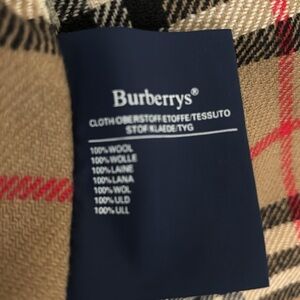 Burberrys®
CLOTH/OBERSTOFF/ETOFFE/TESSUTO
STOF/KLAEDE/TYG
100% WOOL
100% WOLLE
100% LAINE
100% LANA
100% WOL
100% ULD
100% ULL